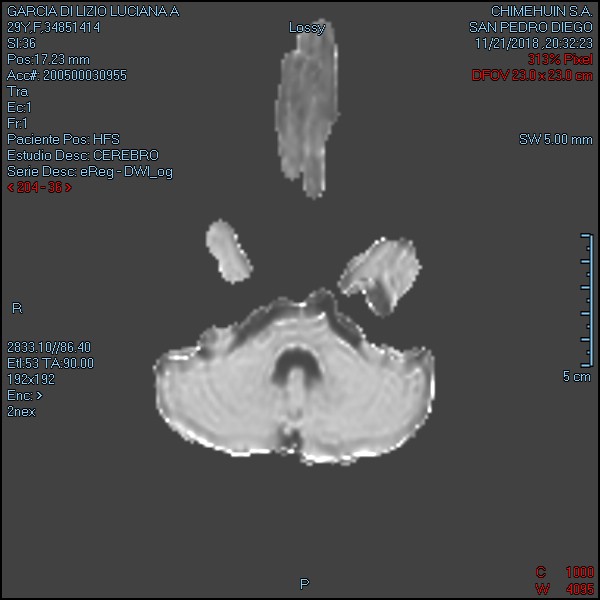 GARCIA DI LIZIO LUCIANA A
29Y,F,34851414
Sl:36
Pos:17.23 mm
Acc#: 200500030955
Tra
Ec:1
Fr:1
Paciente Pos: HFS
Estudio Desc: CEREBRO
Serie Desc: eReg - DWI_og
< 204 - 36 >
Lossy
CHIMEHUIN S.A.
SAN PEDRO DIEGO
11/21/2018 ,20:32:23
313% Pixel
DFOV 23.0 x 23.0 cm
SW 5.00 mm
R
2833.10//86.40
Etl:53 TA:90.00
192x192
Enc: >
2nex
5 cm
P
C 1000
W 4095